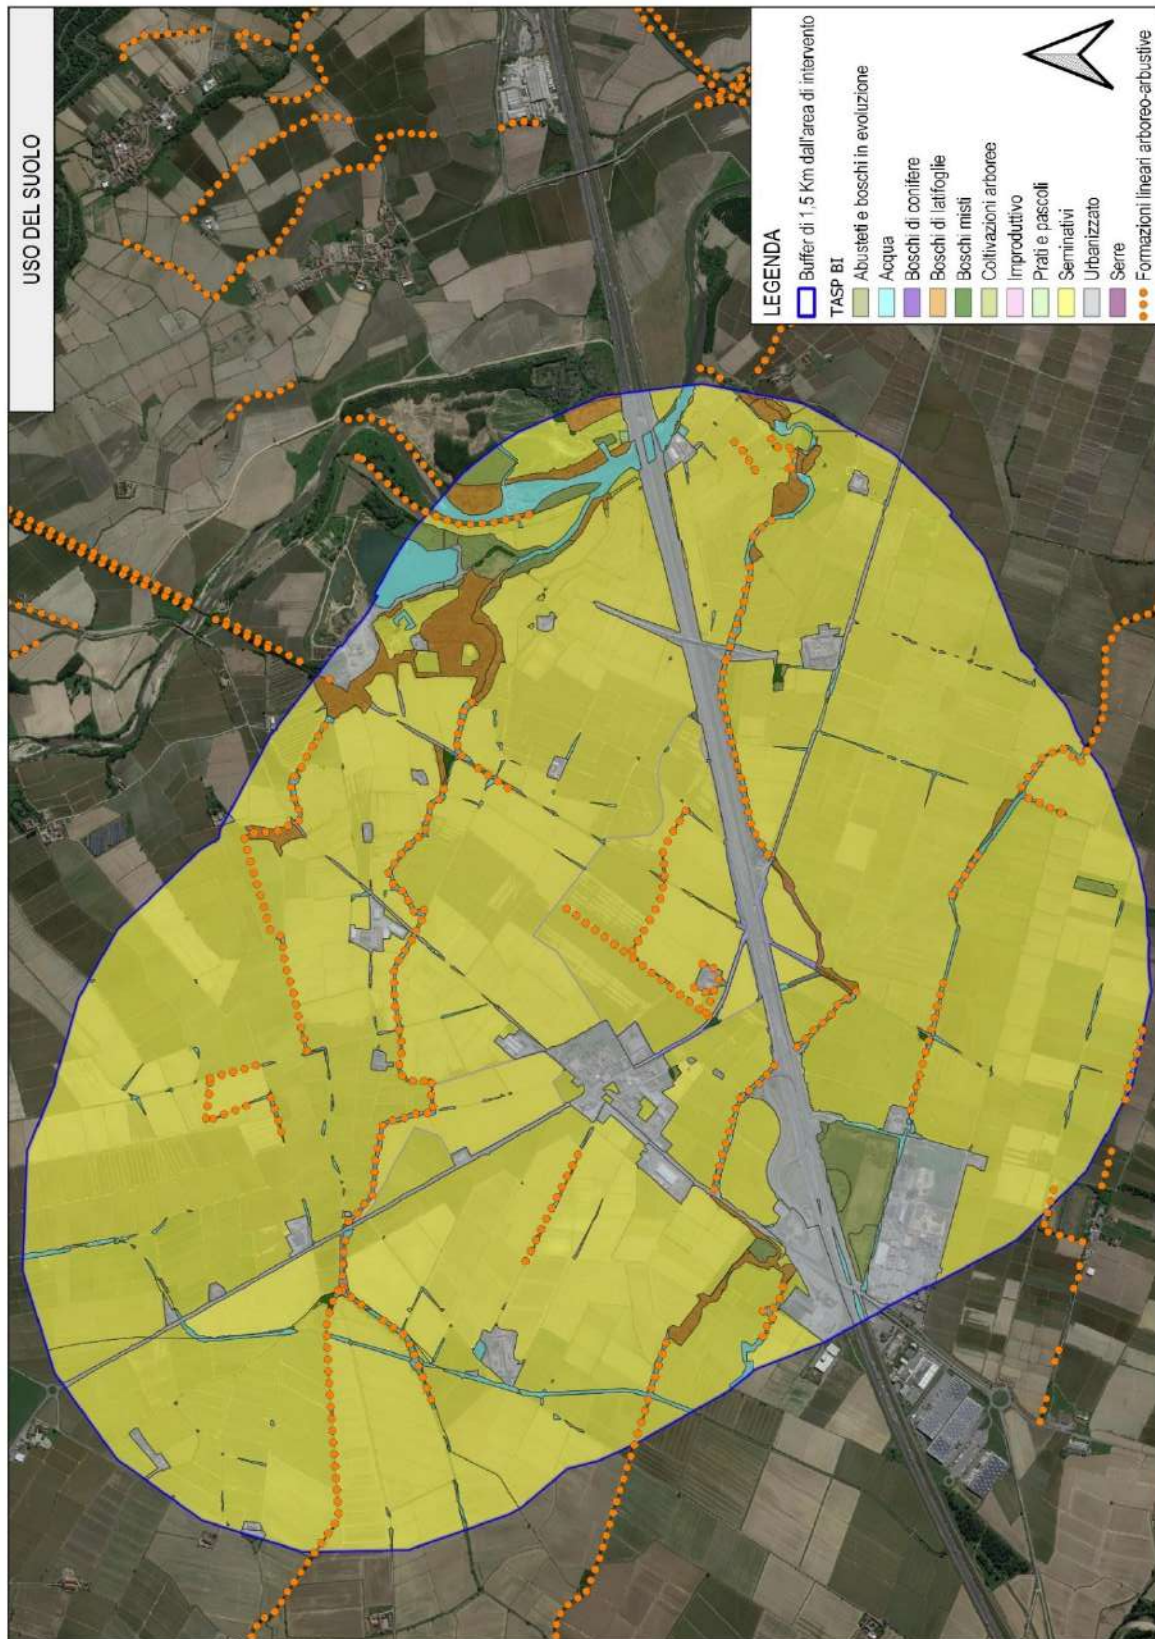 USO DEL SUOLO
LEGENDA
Buffer di 1,5 Km dall'area di intervento
TASP BI
Abusteti e boschi in evoluzione
Acqua
Boschi di conifere
Boschi di latifoglie
Boschi misti
Coltivazioni arboree
Improduttivo
Prati e pascoli
Seminativi
Urbanizzato
Serre
Formazioni lineari arboreo-arbustive